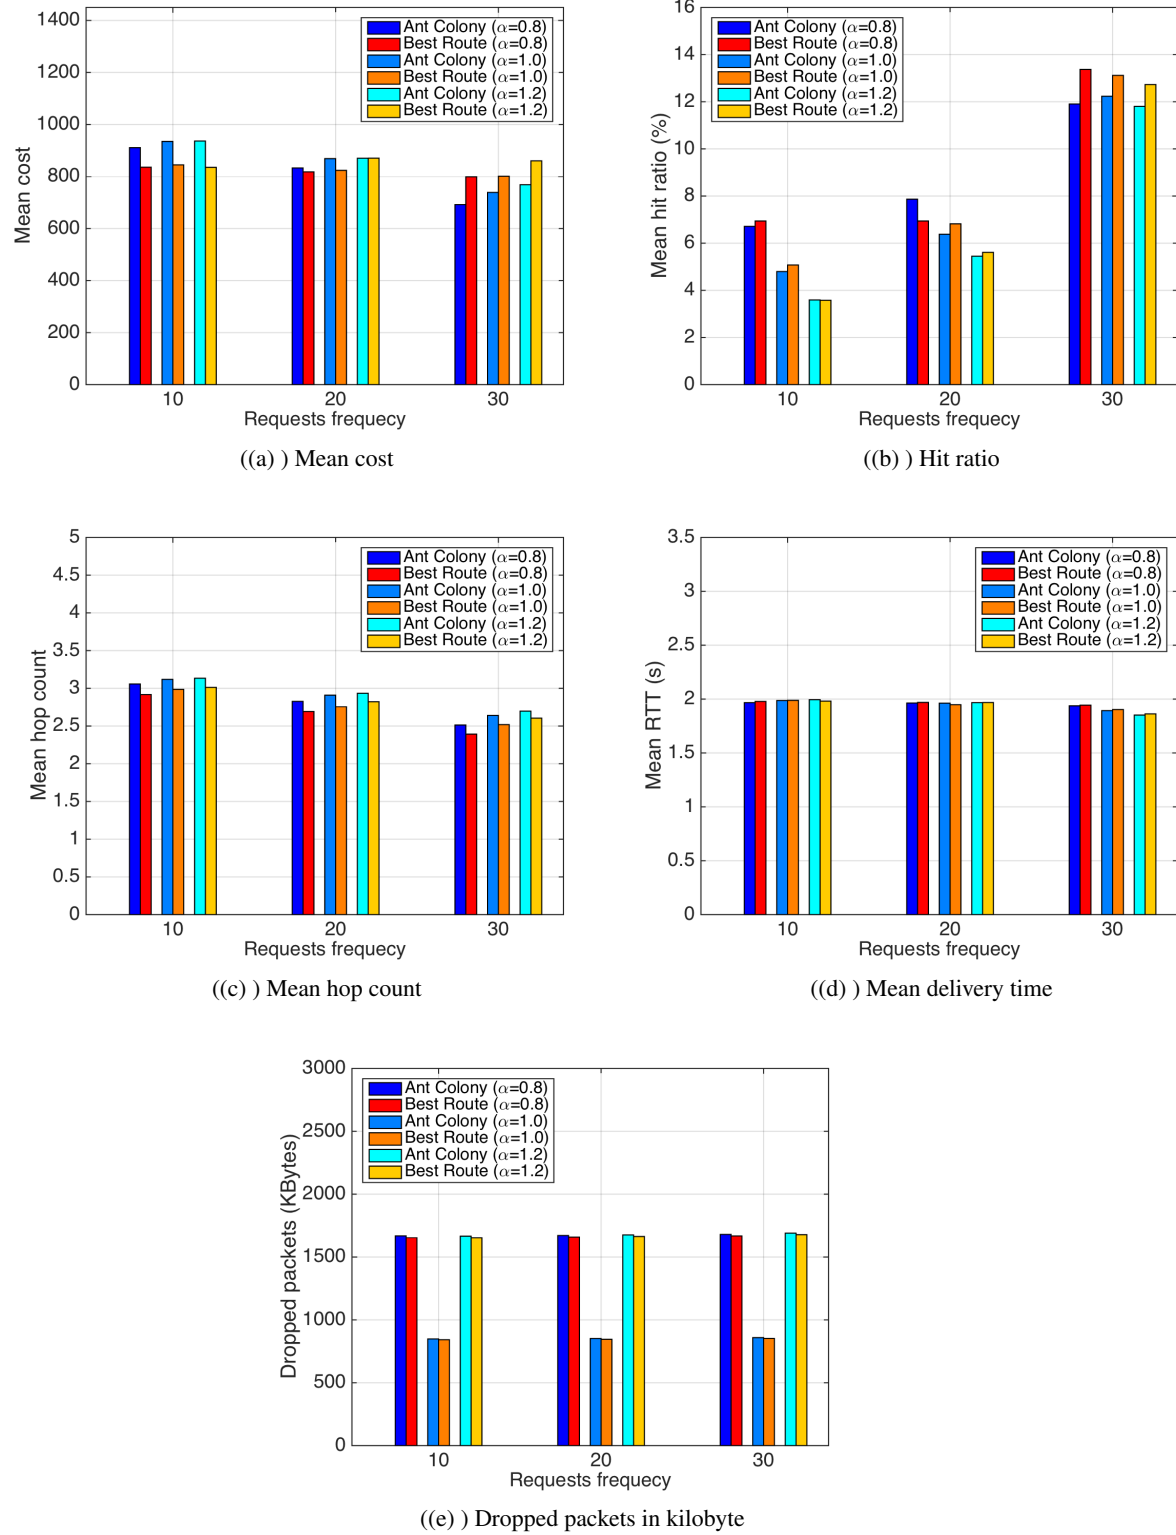 1400
1200
1000
800
600
400
200
0
Mean cost
Ant Colony (α=0.8)
Best Route (α=0.8)
Ant Colony (α=1.0)
Best Route (α=1.0)
Ant Colony (α=1.2)
Best Route (α=1.2)
10 20 30
Requests frequecy
((a) ) Mean cost
16
14
12
10
8
6
4
2
0
Mean hit ratio (%)
Ant Colony (α=0.8)
Best Route (α=0.8)
Ant Colony (α=1.0)
Best Route (α=1.0)
Ant Colony (α=1.2)
Best Route (α=1.2)
10 20 30
Requests frequecy
((b) ) Hit ratio
5
4.5
4
3.5
3
2.5
2
1.5
1
0.5
0
Mean hop count
Ant Colony (α=0.8)
Best Route (α=0.8)
Ant Colony (α=1.0)
Best Route (α=1.0)
Ant Colony (α=1.2)
Best Route (α=1.2)
10 20 30
Requests frequecy
((c) ) Mean hop count
3.5
3
2.5
2
1.5
1
0.5
0
Mean RTT (s)
Ant Colony (α=0.8)
Best Route (α=0.8)
Ant Colony (α=1.0)
Best Route (α=1.0)
Ant Colony (α=1.2)
Best Route (α=1.2)
10 20 30
Requests frequecy
((d) ) Mean delivery time
3000
2500
2000
1500
1000
500
0
Dropped packets (KBytes)
Ant Colony (α=0.8)
Best Route (α=0.8)
Ant Colony (α=1.0)
Best Route (α=1.0)
Ant Colony (α=1.2)
Best Route (α=1.2)
10 20 30
Requests frequecy
((e) ) Dropped packets in kilobyte